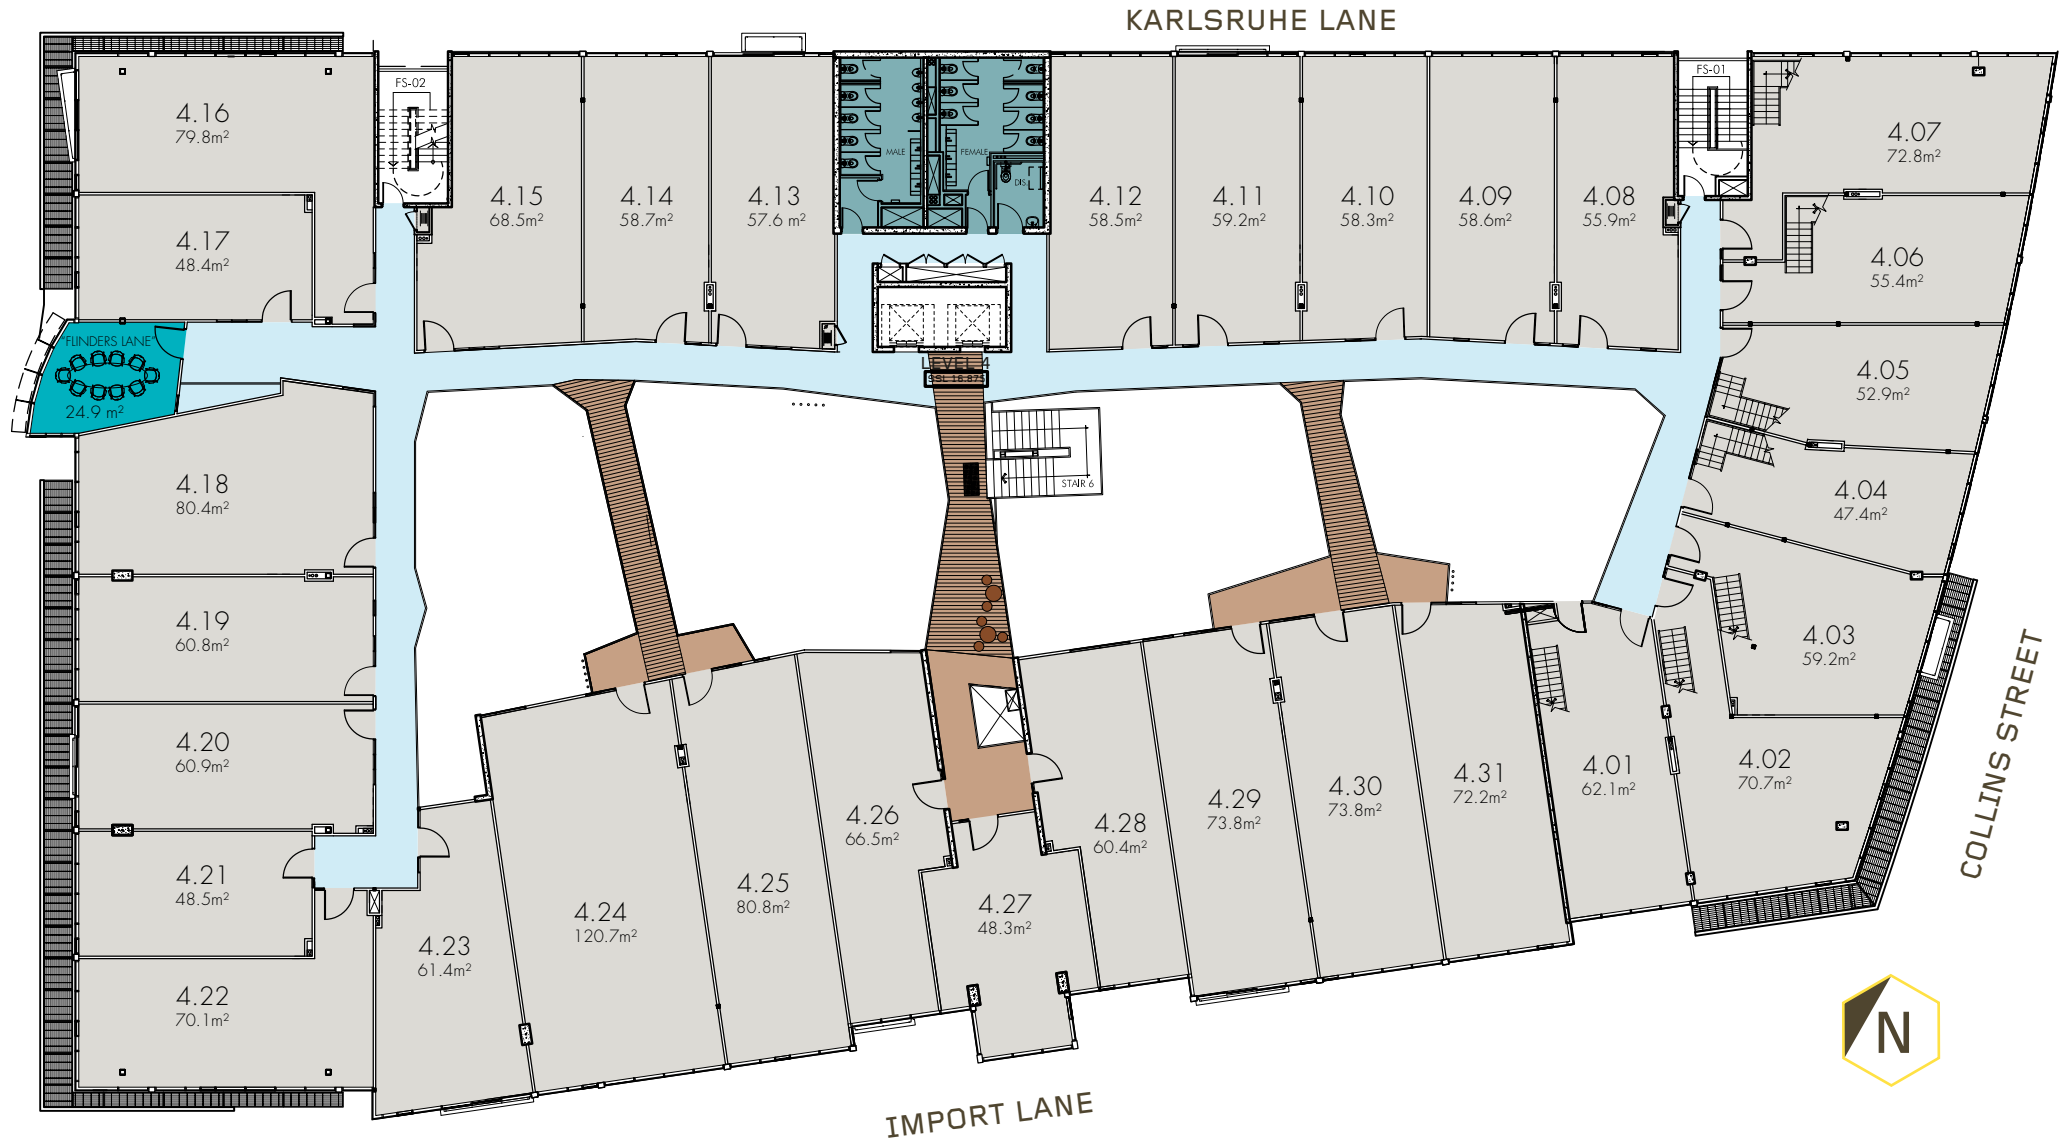 KARLSRUHE LANE
4.16
79.8m²
FS-02
4.15
68.5m²
4.14
58.7m²
4.13
57.6 m²
MALE
FEMALE
DIS.
4.12
58.5m²
4.11
59.2m²
4.10
58.3m²
4.09
58.6m²
4.08
55.9m²
FS-01
4.07
72.8m²
4.17
48.4m²
4.06
55.4m²
"FLINDERS LANE"
24.9 m²
LEVEL 4
4.05
52.9m²
4.18
80.4m²
STAIR 6
4.04
47.4m²
4.19
60.8m²
4.03
59.2m²
4.20
60.9m²
4.26
66.5m²
4.28
60.4m²
4.29
73.8m²
4.30
73.8m²
4.31
72.2m²
4.01
62.1m²
4.02
70.7m²
COLLINS STREET
4.21
48.5m²
4.25
80.8m²
4.24
120.7m²
4.27
48.3m²
4.23
61.4m²
4.22
70.1m²
N
IMPORT LANE